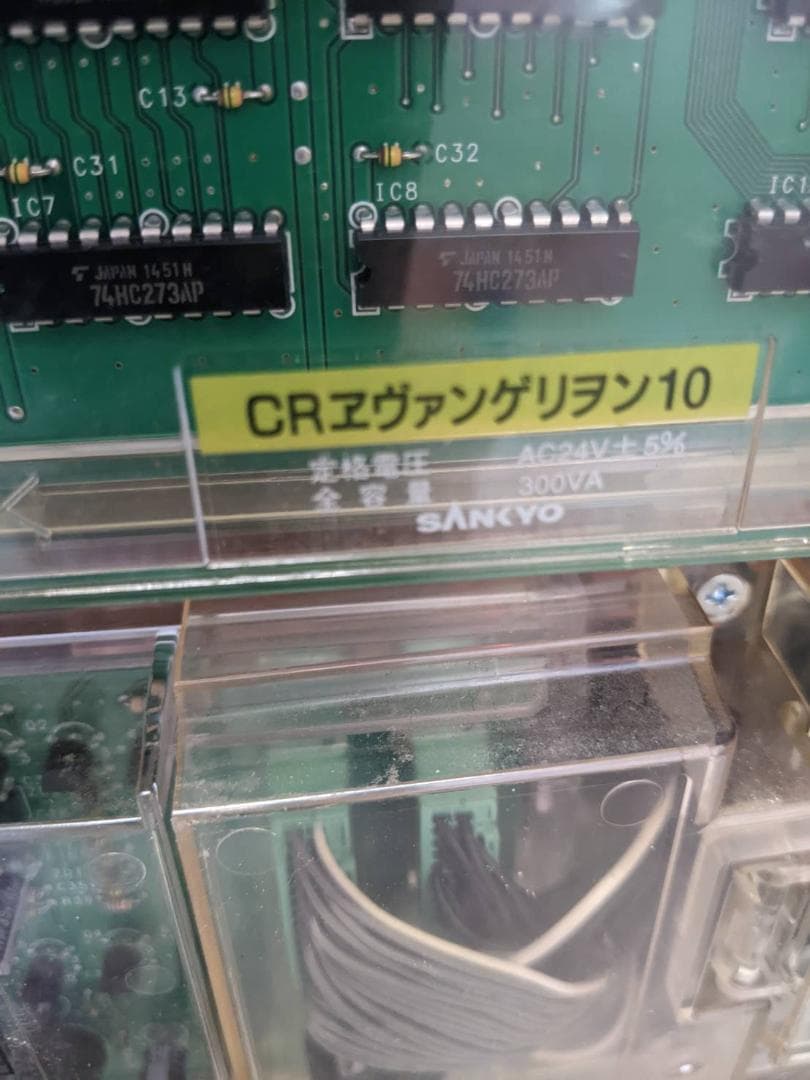 C13
C31
C32
IC7
IC8
IC1
JAPAN 1451H
74HC273AP
JAPAN 1451H
74HC273AP
CRヱヴァンゲリヲン10
定格電圧 AC24V±5%
全容量 300VA
SANKYO